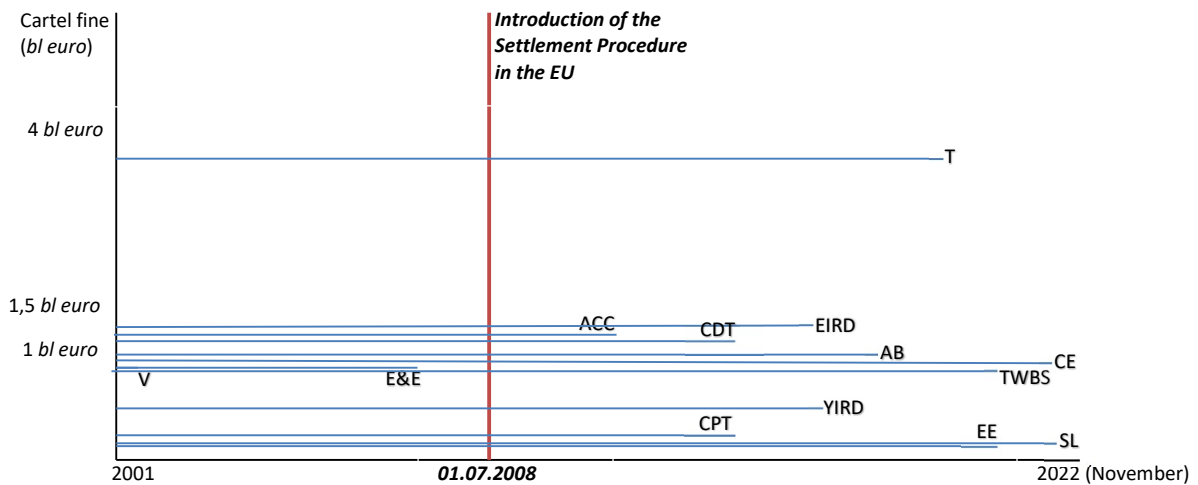 Cartel fine
(bl euro)
Introduction of the
Settlement Procedure
in the EU
4 bl euro
T
1,5 bl euro
ACC
CDT
EIRD
1 bl euro
AB
CE
V
E&E
TWBS
YIRD
CPT
EE
SL
2001
01.07.2008
2022 (November)